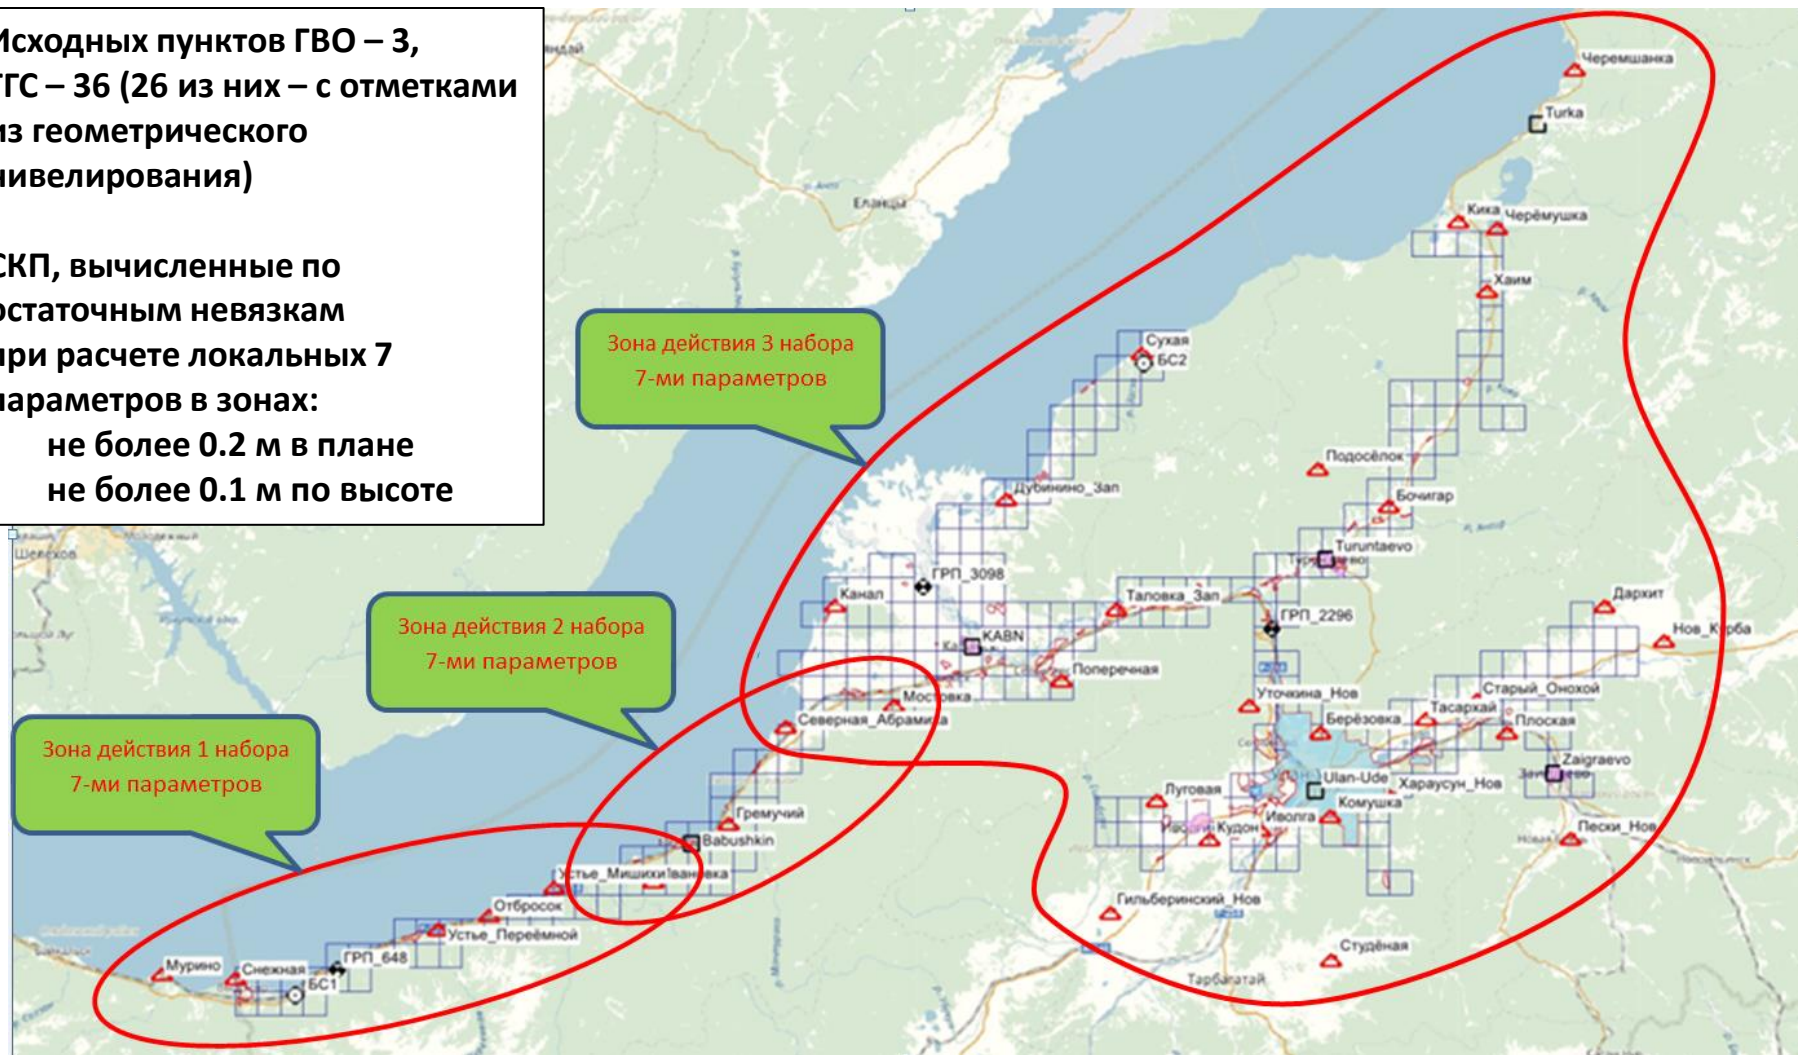 Исходных пунктов ГВО – 3,
ГГС – 36 (26 из них – с отметками
из геометрического
нивелирования)
СКП, вычисленные по
остаточным невязкам
при расчете локальных 7
параметров в зонах:
не более 0.2 м в плане
не более 0.1 м по высоте
Черемшанка
Turka
Еланцы
Кика
Черёмушка
Хаим
Зона действия 3 набора
7-ми параметров
Сухая
БС2
Подосёлок
Дубинино_Зап
Бочигар
Шелехов
Turuntaevo
ГРП_3098
Канал
Таловка_Зап
Дархит
ГРП_2296
Нов_Курба
Зона действия 2 набора
7-ми параметров
KABN
Поперечная
Мостовка
Уточкина_Нов
Старый_Онохой
Северная_Абрамиха
Берёзовка
Тасархай
Плоская
Зона действия 1 набора
7-ми параметров
Zaigraevo
Ulan-Ude
Хараусун_Нов
Луговая
Комушка
Гремучий
Иволга
Кудон
Пески_Нов
Babushkin
Устье_Мишихи
Ивановка
Отбросок
Гильберинский_Нов
Устье_Переёмной
Студёная
ГРП_648
Мурино
Снежная
БС1
Тарбагатай